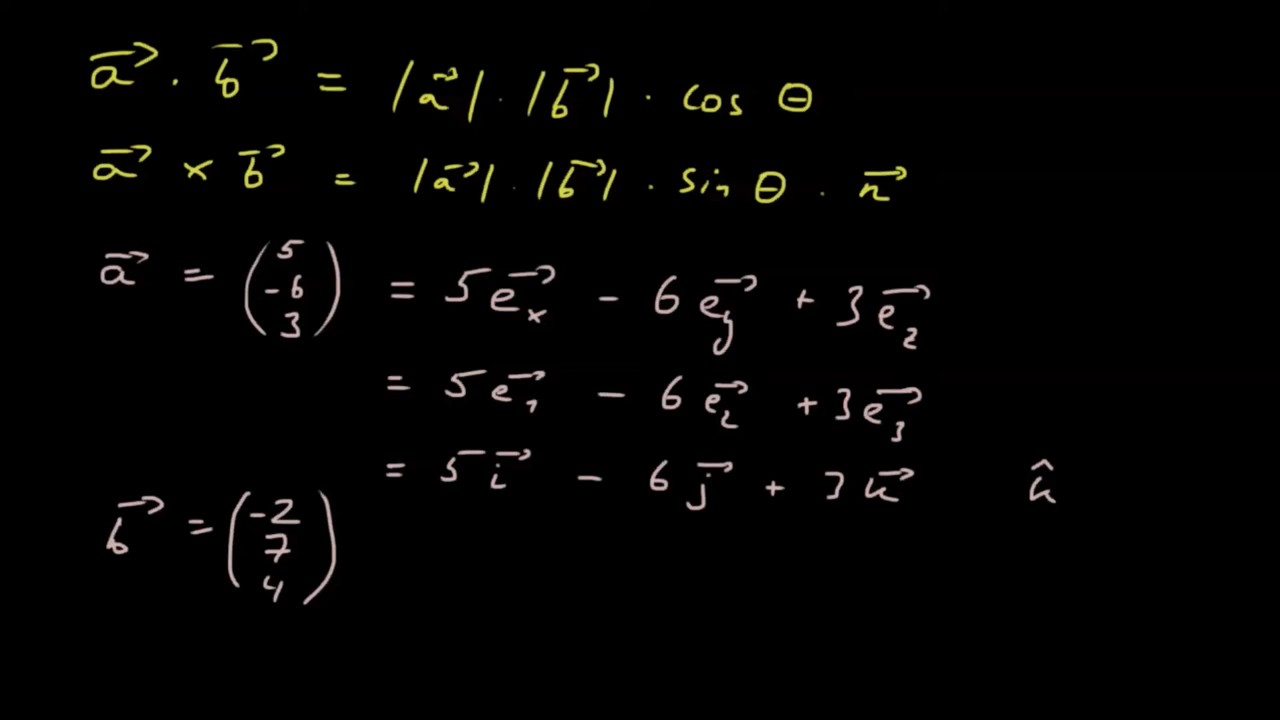 a⃗ · b⃗ = |a⃗| · |b⃗| · cos θ
a⃗ × b⃗ = |a⃗| · |b⃗| · sin θ · n⃗
a⃗ = (5 -6 3) = 5e⃗x - 6e⃗y + 3e⃗z
= 5e⃗1 - 6e⃗2 + 3e⃗3
= 5i⃗ - 6j⃗ + 3k⃗ k̂
b⃗ = (-2 7 4)